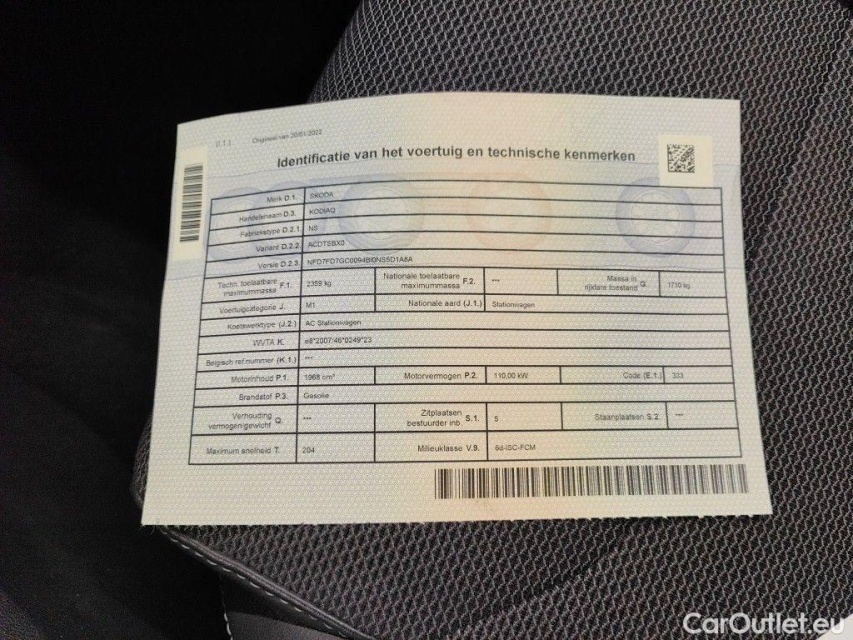 (I.1.) Origineel van 20/01/2022
Identificatie van het voertuig en technische kenmerken
Merk D.1. SKODA
Handelsnaam D.3. KODIAQ
Fabriekstype D.2.1 NS
Variant D.2.2. ACDTSBX0
Versie D.2.3. NFD7FD7GC0094BI0NS5D1A8A
Techn. toelaatbare maximummassa F.1. 2359 kg Nationale toelaatbare maximummassa F.2. --- Massa in rijklare toestand G. 1710 kg
Voertuigcategorie J. M1 Nationale aard (J.1.) Stationwagen
Koetswerktype (J.2.) AC Stationwagen
WVTA K. e8*2007/46*0249*23
Belgisch ref.nummer (K.1.) ---
Motorinhoud P.1. 1968 cm³ Motorvermogen P.2. 110,00 kW Code (E.1.) 333
Brandstof P.3. Gasolie
Verhouding vermogen/gewicht Q. --- Zitplaatsen bestuurder inb. S.1. 5 Staanplaatsen S.2. ---
Maximum snelheid T. 204 Milieuklasse V.9. 6d-ISC-FCM
CarOutlet.eu